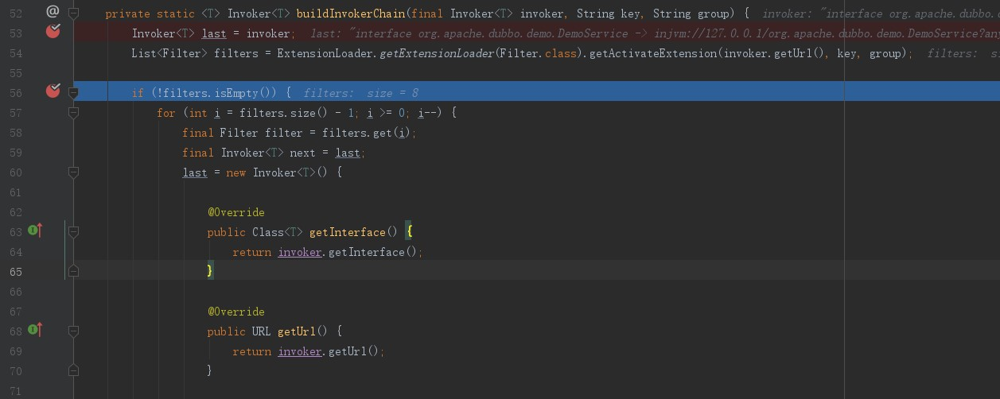 52 @ private static <T> Invoker<T> buildInvokerChain(final Invoker<T> invoker, String key, String group) { invoker: "interface org.apache.dubbo.
53 Invoker<T> last = invoker; last: "interface org.apache.dubbo.demo.DemoService -> injvm://127.0.0.1/org.apache.dubbo.demo.DemoService?any
54 List<Filter> filters = ExtensionLoader.getExtensionLoader(Filter.class).getActivateExtension(invoker.getUrl(), key, group); filters: s
55
56 if (!filters.isEmpty()) { filters: size = 8
57 for (int i = filters.size() - 1; i >= 0; i--) {
58 final Filter filter = filters.get(i);
59 final Invoker<T> next = last;
60 last = new Invoker<T>() {
61
62 @Override
63 public Class<T> getInterface() {
64 return invoker.getInterface();
65 }
66
67 @Override
68 public URL getUrl() {
69 return invoker.getUrl();
70 }
71